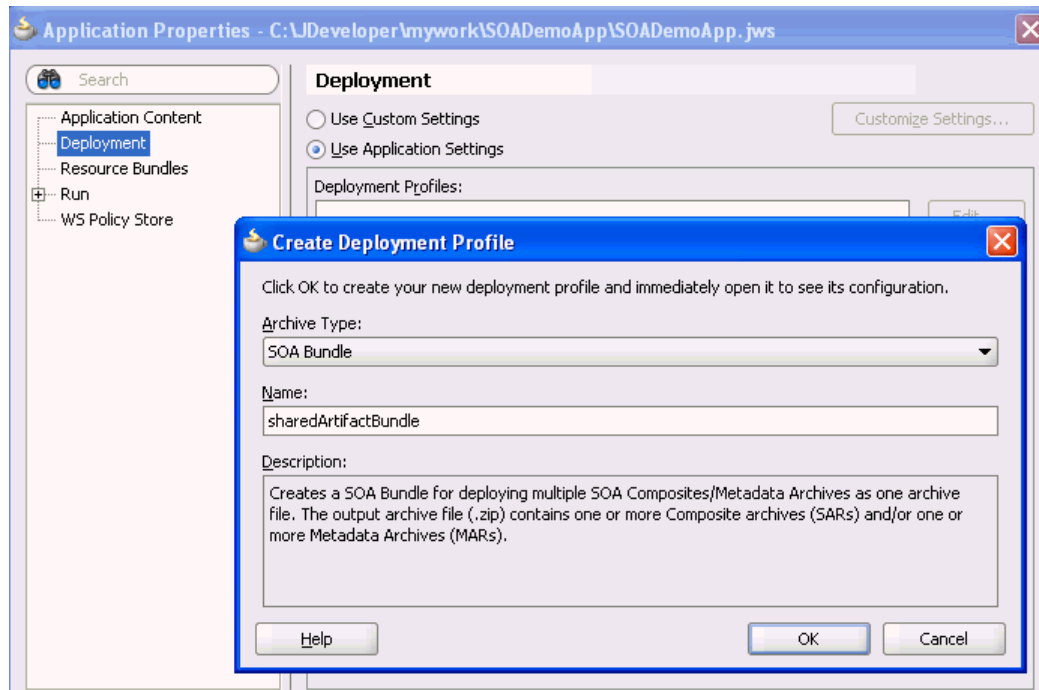 Application Properties - C:\JDeveloper\mywork\SOADemoApp\SOADemoApp.jws
Search
Application Content
Deployment
Resource Bundles
Run
WS Policy Store
Deployment
Use Custom Settings
Customize Settings...
Use Application Settings
Deployment Profiles:
Edit...
Create Deployment Profile
Click OK to create your new deployment profile and immediately open it to see its configuration.
Archive Type:
SOA Bundle
Name:
sharedArtifactBundle
Description:
Creates a SOA Bundle for deploying multiple SOA Composites/Metadata Archives as one archive
file. The output archive file (.zip) contains one or more Composite archives (SARs) and/or one or
more Metadata Archives (MARs).
Help
OK
Cancel